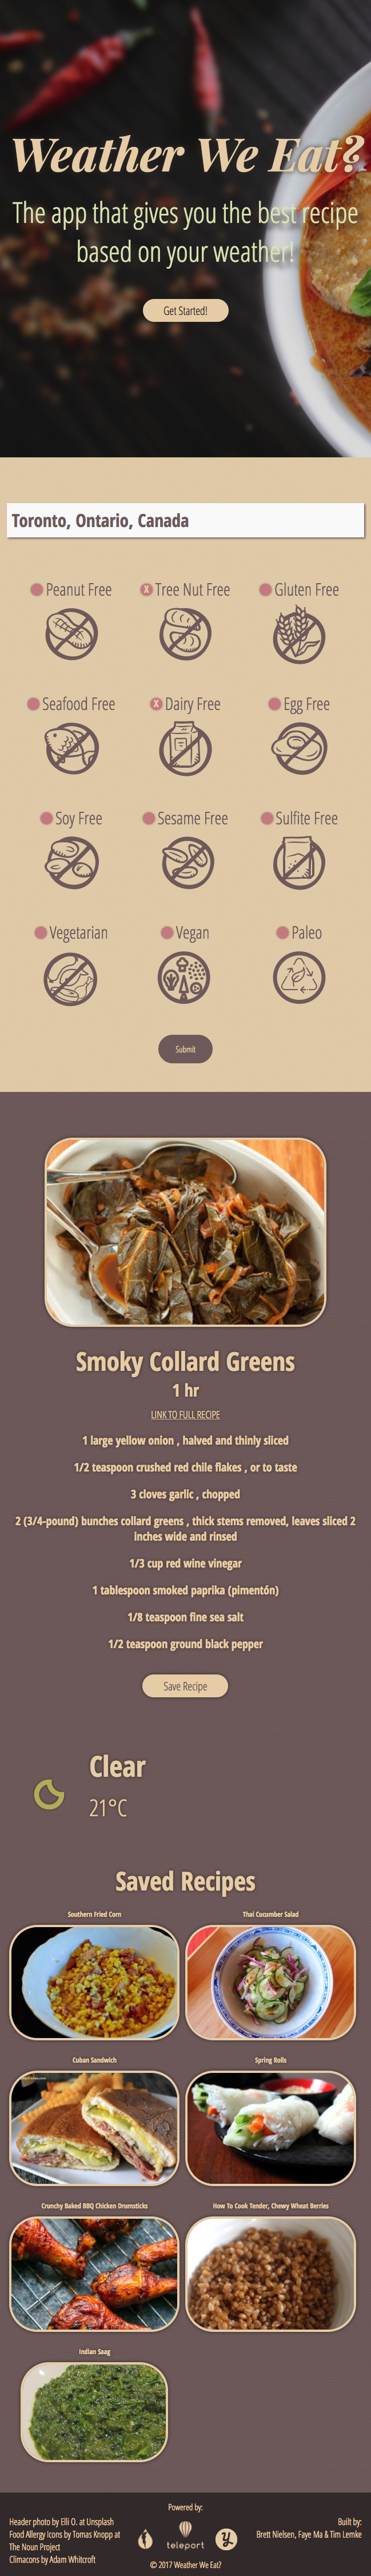 Weather We Eat?
The app that gives you the best recipe
based on your weather!
Get Started!
Toronto, Ontario, Canada
Peanut Free
X Tree Nut Free
Gluten Free
Seafood Free
X Dairy Free
Egg Free
Soy Free
Sesame Free
Sulfite Free
Vegetarian
Vegan
Paleo
Submit
Smoky Collard Greens
1 hr
LINK TO FULL RECIPE
1 large yellow onion , halved and thinly sliced
1/2 teaspoon crushed red chile flakes , or to taste
3 cloves garlic , chopped
2 (3/4-pound) bunches collard greens , thick stems removed, leaves sliced 2
inches wide and rinsed
1/3 cup red wine vinegar
1 tablespoon smoked paprika (pimentón)
1/8 teaspoon fine sea salt
1/2 teaspoon ground black pepper
Save Recipe
Clear
21°C
Saved Recipes
Southern Fried Corn
Thai Cucumber Salad
Cuban Sandwich
Spring Rolls
Crunchy Baked BBQ Chicken Drumsticks
How To Cook Tender, Chewy Wheat Berries
Indian Saag
Powered by:
Header photo by Elli O. at Unsplash
Food Allergy Icons by Tomas Knopp at
The Noun Project
Climacons by Adam Whitcroft
teleport
y
Built by:
Brett Nielsen, Faye Ma & Tim Lemke
© 2017 Weather We Eat?